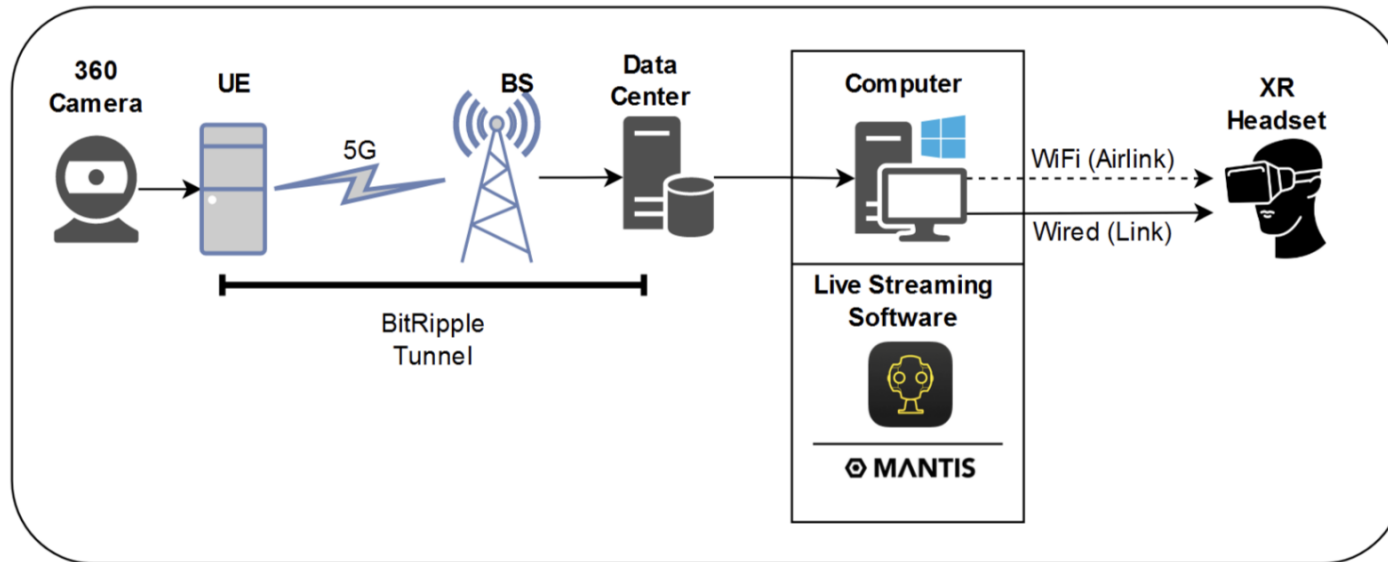 360
Camera
UE
5G
BS
Data
Center
BitRipple
Tunnel
Computer
Live Streaming
Software
MANTIS
WiFi (Airlink)
Wired (Link)
XR
Headset